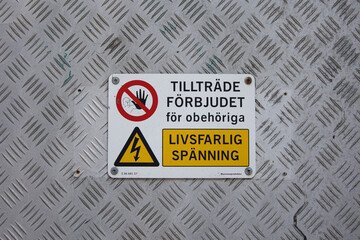 TILLTRÄDE
FÖRBJUDET
för obehöriga
LIVSFARLIG
SPÄNNING